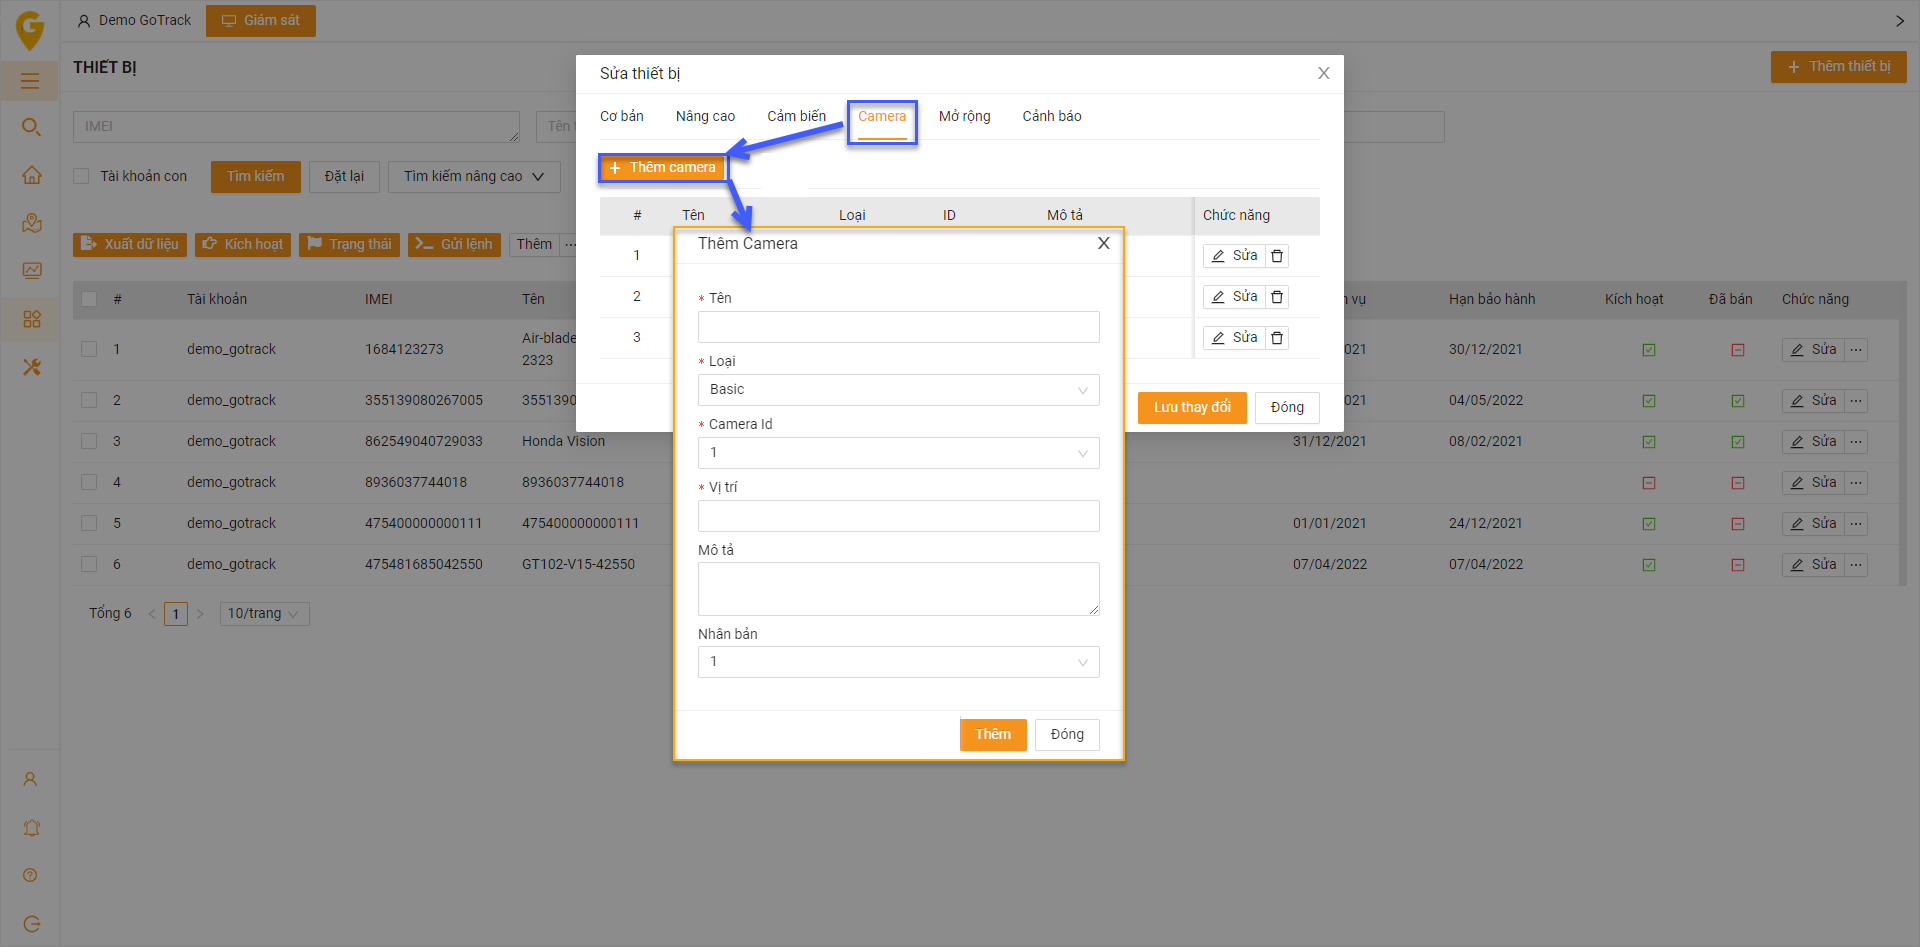 Demo GoTrack
Giám sát
THIẾT BỊ
Thêm thiết bị
IMEI
Tên
Tài khoản con
Tìm kiếm
Đặt lại
Tìm kiếm nâng cao
Xuất dữ liệu
Kích hoạt
Trạng thái
Gửi lệnh
Thêm
# Tài khoản IMEI Tên vụ Hạn bảo hành Kích hoạt Đã bán Chức năng
1 demo_gotrack 1684123273 Air-blade 2323 021 30/12/2021 Sửa
2 demo_gotrack 355139080267005 3551390 021 04/05/2022 Sửa
3 demo_gotrack 862549040729033 Honda Vision 31/12/2021 08/02/2021 Sửa
4 demo_gotrack 8936037744018 8936037744018 Sửa
5 demo_gotrack 475400000000111 475400000000111 01/01/2021 24/12/2021 Sửa
6 demo_gotrack 475481685042550 GT102-V15-42550 07/04/2022 07/04/2022 Sửa
Tổng 6 < 1 > 10/trang
Sửa thiết bị X
Cơ bản Nâng cao Cảm biến Camera Mở rộng Cảnh báo
+ Thêm camera
# Tên Loại ID Mô tả Chức năng
1 Sửa
2 Sửa
3 Sửa
Lưu thay đổi Đóng
Thêm Camera X
* Tên
* Loại
Basic
* Camera Id
1
* Vị trí
Mô tả
Nhân bản
1
Thêm Đóng